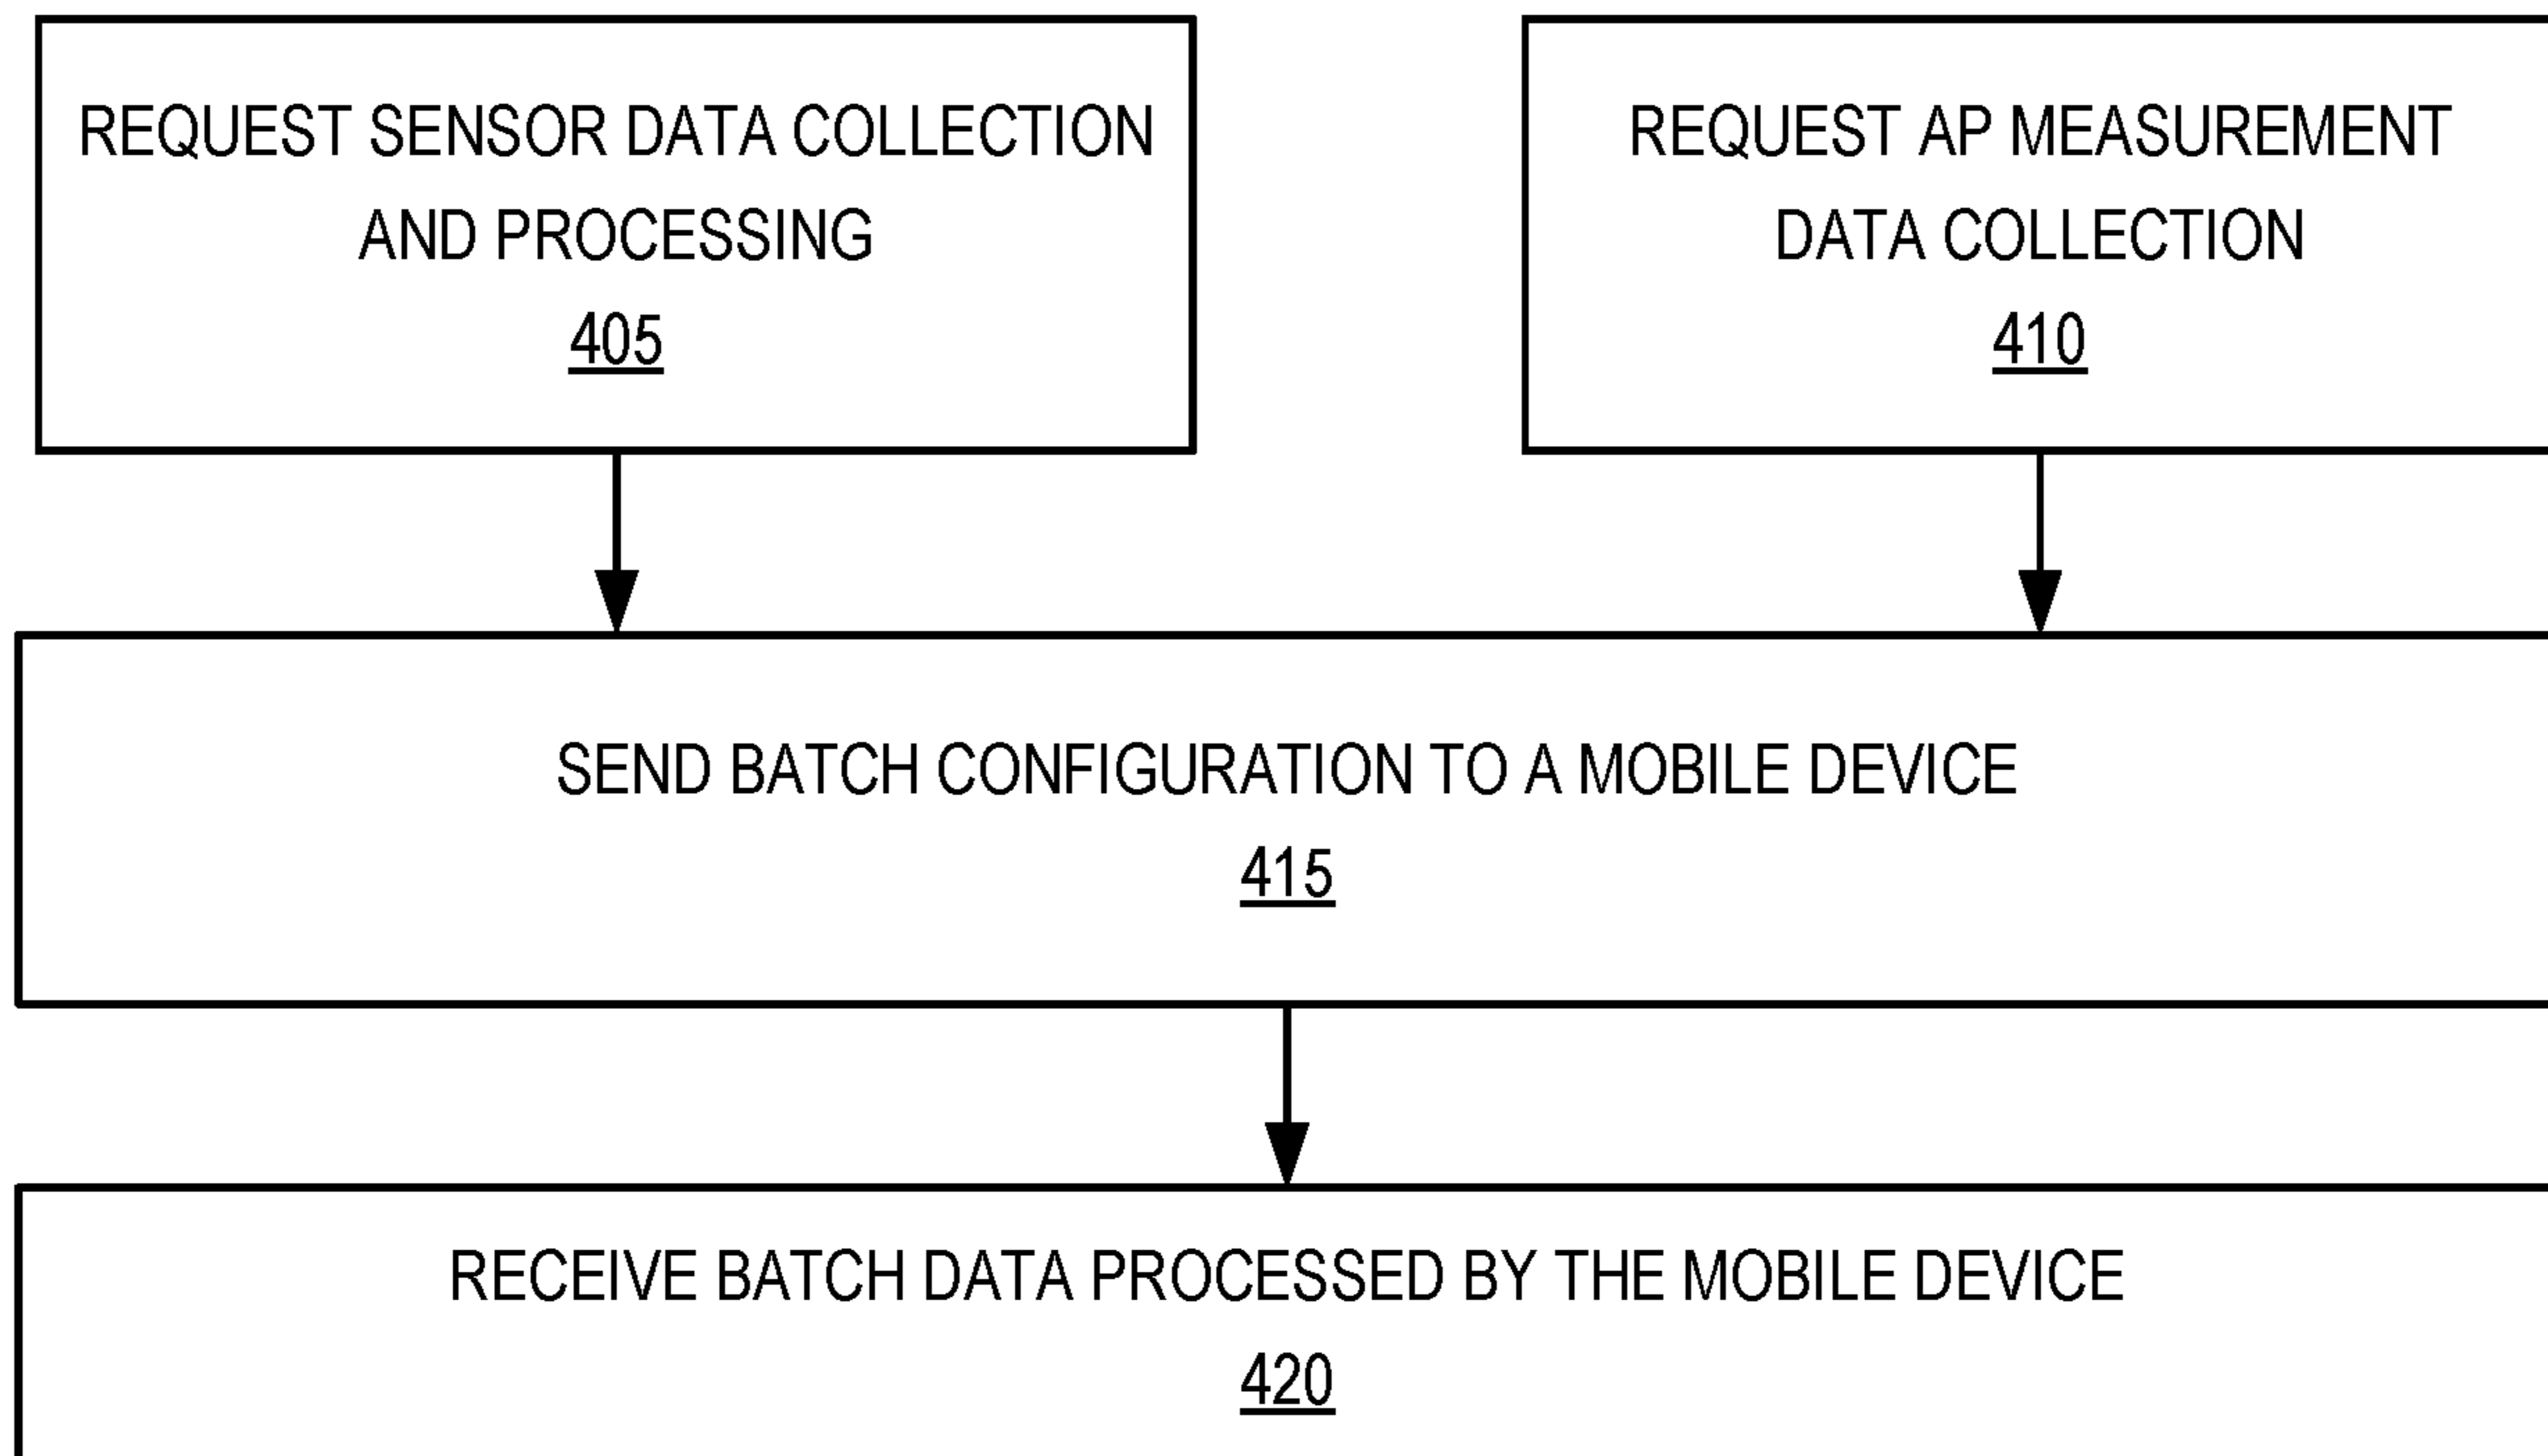 REQUEST SENSOR DATA COLLECTION
AND PROCESSING
405
REQUEST AP MEASUREMENT
DATA COLLECTION
410
SEND BATCH CONFIGURATION TO A MOBILE DEVICE
415
RECEIVE BATCH DATA PROCESSED BY THE MOBILE DEVICE
420